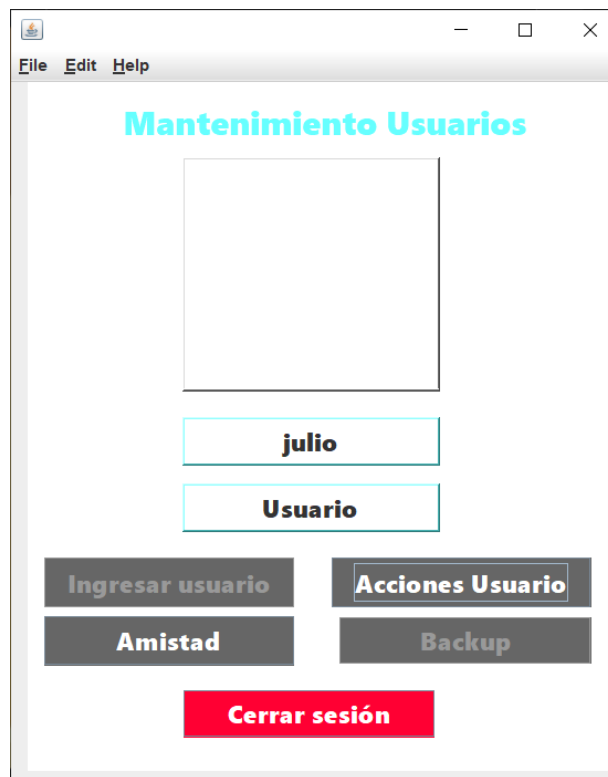 File Edit Help
Mantenimiento Usuarios
julio
Usuario
Ingresar usuario Acciones Usuario
Amistad Backup
Cerrar sesión